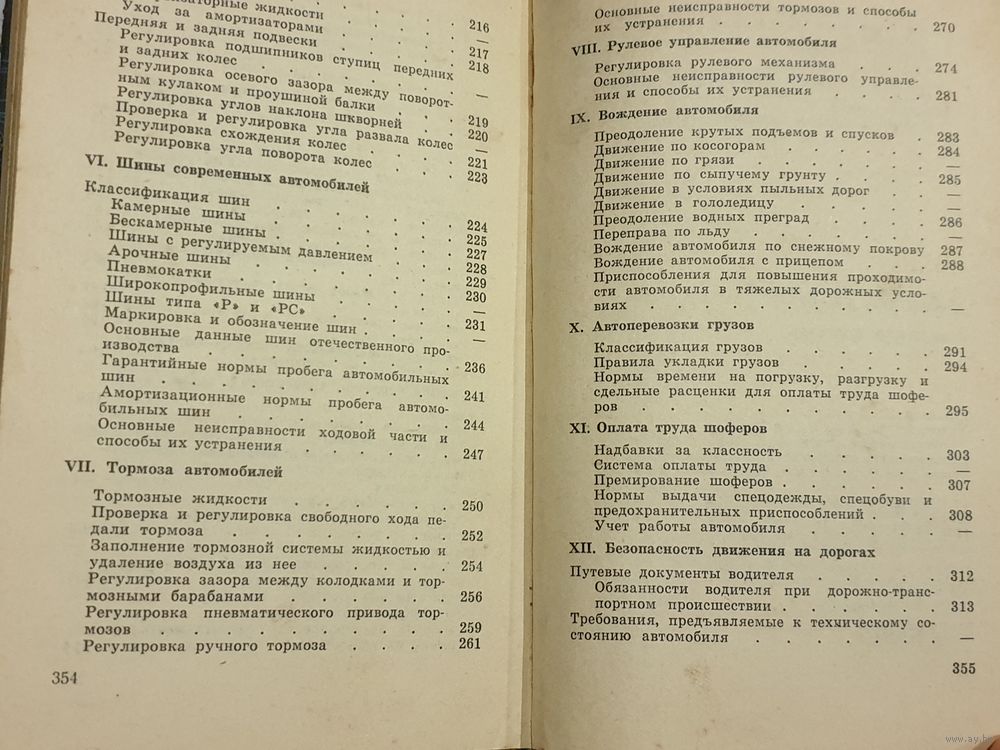 жидкости . . . . 216
Уход за амортизаторами . . . . —
Передняя и задняя подвески . . . . 217
Регулировка подшипников ступиц передних 218
и задних колес . . . . —
Регулировка осевого зазора между поворот-
ным кулаком и проушиной балки . . . 219
Регулировка углов наклона шкворней . . 220
Проверка и регулировка угла развала колес —
Регулировка схождения колес . . . . 221
Регулировка угла поворота колес . . . 223
VI. Шины современных автомобилей
Классификация шин . . . . . . 224
Камерные шины . . . . . . 225
Бескамерные шины . . . . . . 227
Шины с регулируемым давлением . . . 228
Арочные шины . . . . . . 229
Пневмокатки . . . . . . 230
Широкопрофильные шины . . . . —
Шины типа «Р» и «РС» . . . . . 231
Маркировка и обозначение шин . . . . —
Основные данные шин отечественного про-
изводства . . . . . . . 236
Гарантийные нормы пробега автомобильных
шин . . . . . . . . 241
Амортизационные нормы пробега автомо-
бильных шин . . . . . . 244
Основные неисправности ходовой части и
способы их устранения . . . . . 247
VII. Тормоза автомобилей
Тормозные жидкости . . . . . 250
Проверка и регулировка свободного хода пе-
дали тормоза . . . . . . . 252
Заполнение тормозной системы жидкостью и
удаление воздуха из нее . . . . . 254
Регулировка зазора между колодками и тор-
мозными барабанами . . . . . . 256
Регулировка пневматического привода тор-
мозов . . . . . . . . . 259
Регулировка ручного тормоза . . . . 261
354
Основные неисправности тормозов и способы
их устранения . . . . . . . 270
VIII. Рулевое управление автомобиля
Регулировка рулевого механизма . . . 274
Основные неисправности рулевого управле-
ния и способы их устранения . . . . 281
IX. Вождение автомобиля
Преодоление крутых подъемов и спусков . 283
Движение по косогорам . . . . . 284
Движение по грязи . . . . . . —
Движение по сыпучему грунту . . . . 285
Движение в условиях пыльных дорог . . —
Движение в гололедицу . . . . . —
Преодоление водных преград . . . . 286
Переправа по льду . . . . . . —
Вождение автомобиля по снежному покрову 287
Вождение автомобиля с прицепом . . . 288
Приспособления для повышения проходимо-
сти автомобиля в тяжелых дорожных усло-
виях . . . . . . . . . —
X. Автоперевозки грузов
Классификация грузов . . . . . 291
Правила укладки грузов . . . . . 294
Нормы времени на погрузку, разгрузку и
сдельные расценки для оплаты труда шофе-
ров . . . . . . . . . 295
XI. Оплата труда шоферов
Надбавки за классность . . . . . 303
Система оплаты труда . . . . . —
Премирование шоферов . . . . . . 307
Нормы выдачи спецодежды, спецобуви и
предохранительных приспособлений . . . 308
Учет работы автомобиля . . . . . —
XII. Безопасность движения на дорогах
Путевые документы водителя . . . . . 312
Обязанности водителя при дорожно-транс-
портном происшествии . . . . . . 313
Требования, предъявляемые к техническому со-
стоянию автомобиля . . . . . . —
355